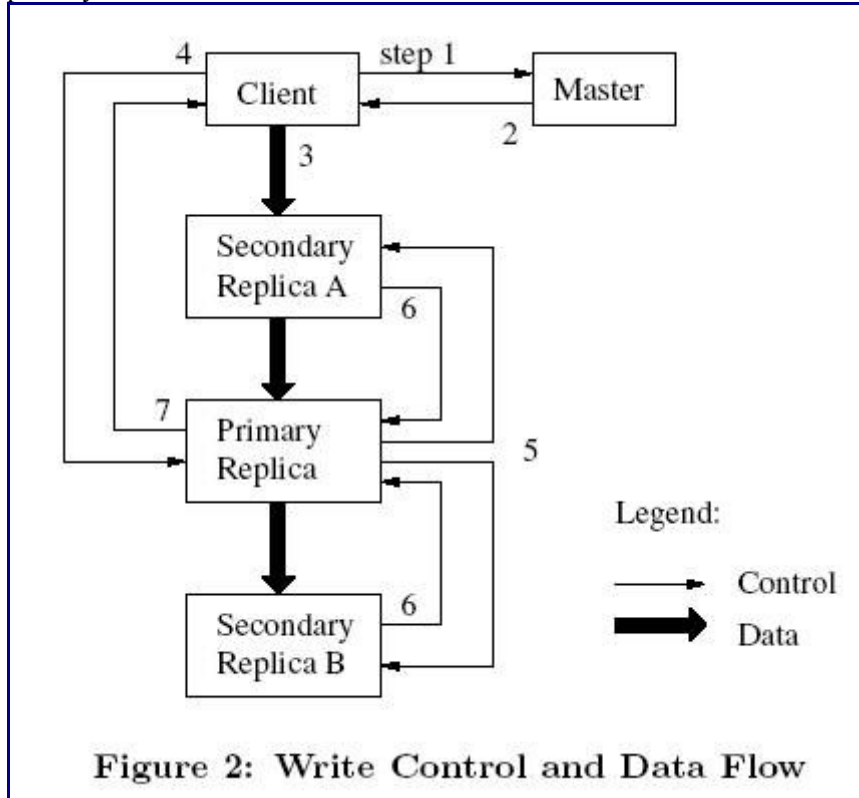 4
step 1
Client
Master
2
3
Secondary
Replica A
6
7
Primary
Replica
5
Legend:
Control
6
Secondary
Replica B
Data
Figure 2: Write Control and Data Flow